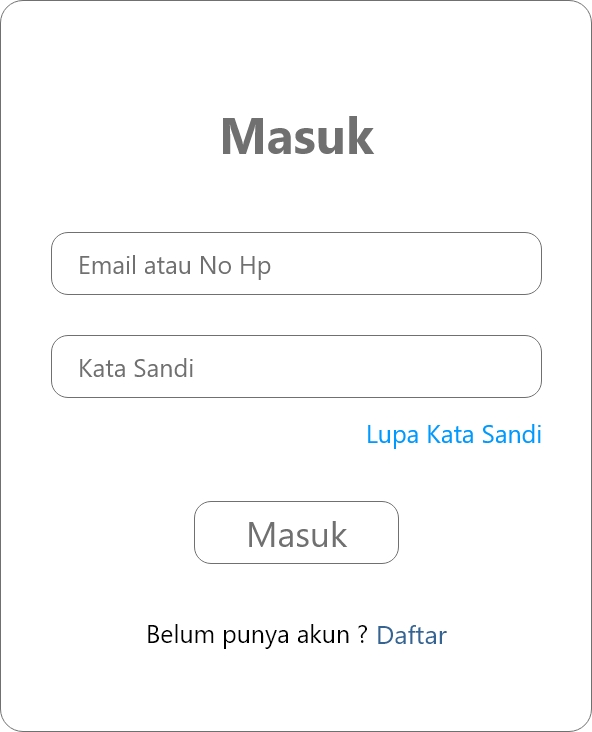 Masuk
Email atau No Hp
Kata Sandi
Lupa Kata Sandi
Masuk
Belum punya akun ? Daftar